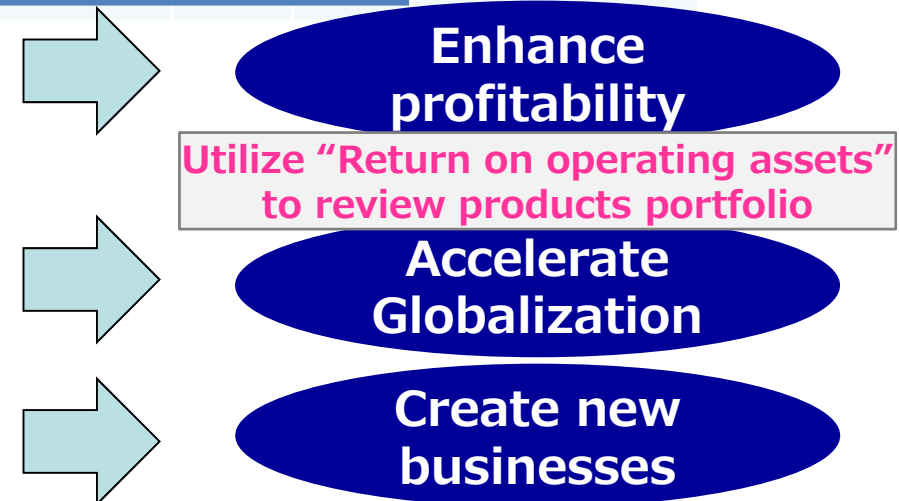 Enhance
profitability
Utilize “Return on operating assets”
to review products portfolio
Accelerate
Globalization
Create new
businesses